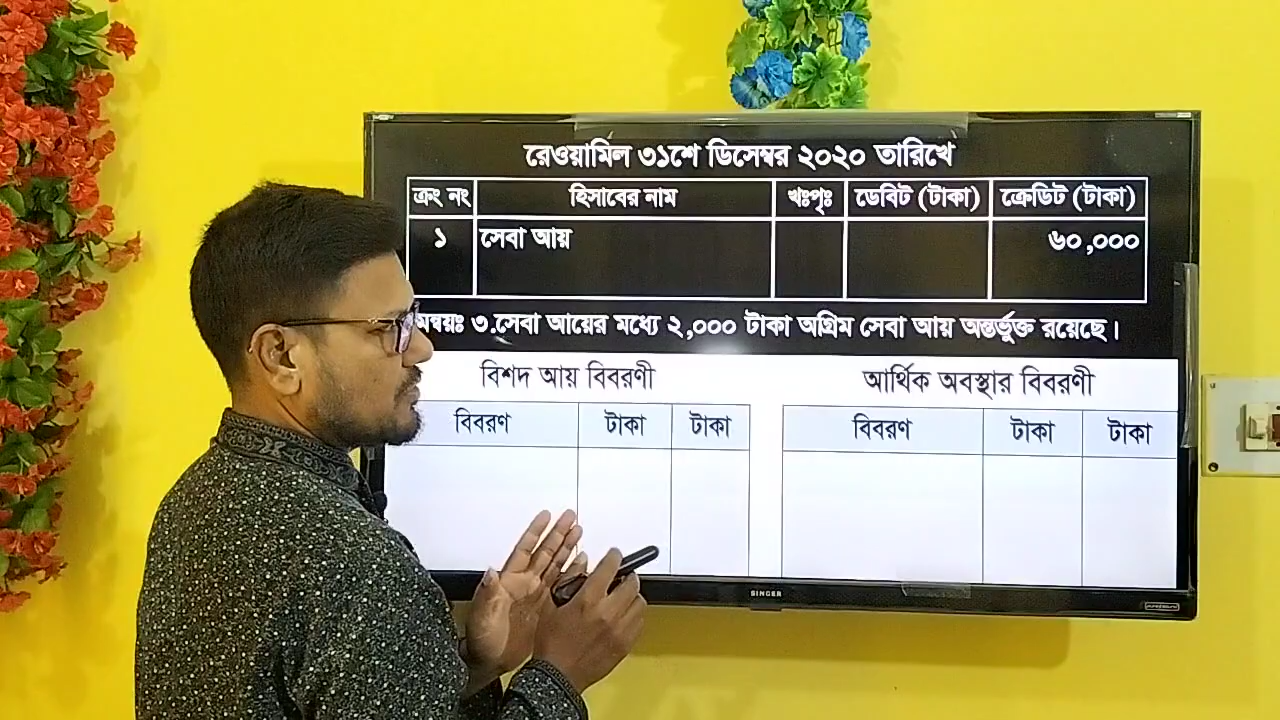 রেওয়ামিল ৩১শে ডিসেম্বর ২০২০ তারিখে
ক্রঃ নং হিসাবের নাম খঃপৃঃ ডেবিট (টাকা) ক্রেডিট (টাকা)
১ সেবা আয় ৬০,০০০
মন্বয়ঃ ৩.সেবা আয়ের মধ্যে ২,০০০ টাকা অগ্রিম সেবা আয় অন্তর্ভুক্ত রয়েছে।
বিশদ আয় বিবরণী
বিবরণ টাকা টাকা
আর্থিক অবস্থার বিবরণী
বিবরণ টাকা টাকা
SINGER